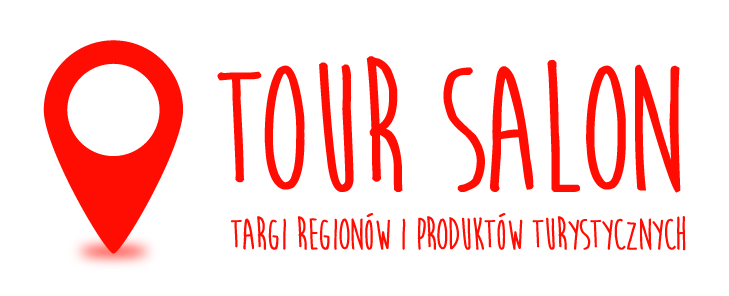 TOUR SALON
TARGI REGIONÓW I PRODUKTÓW TURYSTYCZNYCH